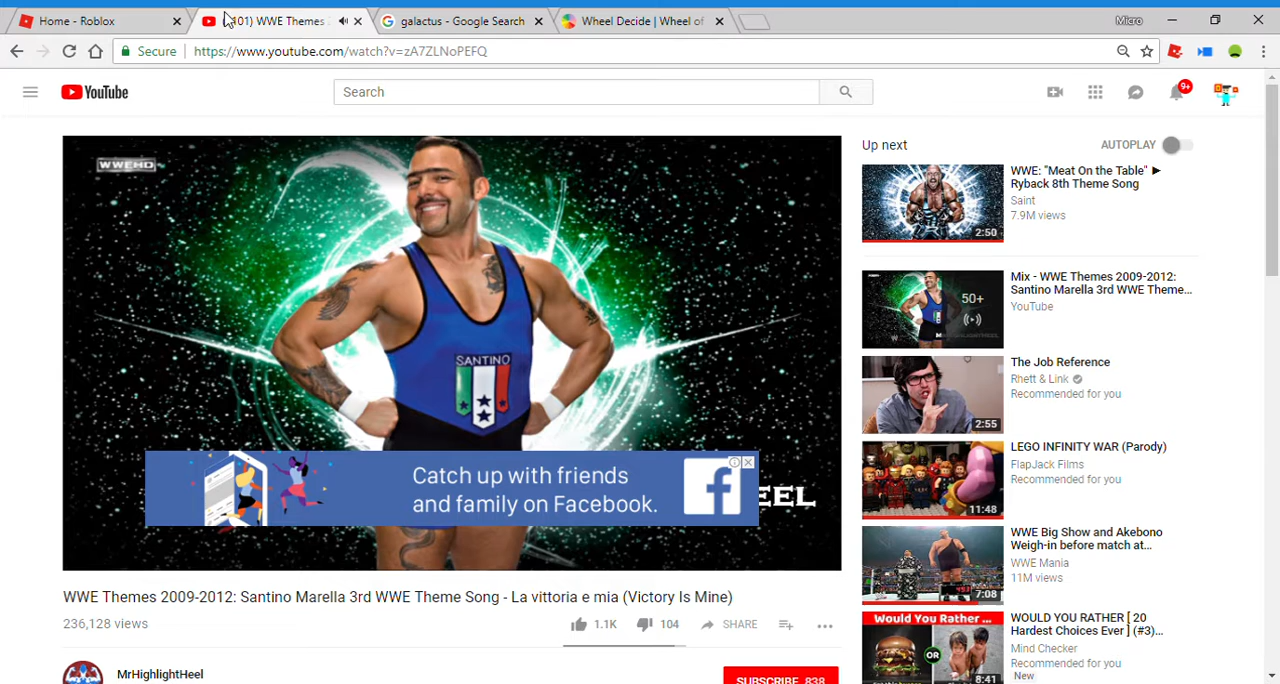 Home - Roblox
101) WWE Themes
galactus - Google Search
Wheel Decide | Wheel of
Micro
Secure
https://www.youtube.com/watch?v=zA7ZLNoPEFQ
YouTube
Search
9+
WWEHD
SANTINO
Catch up with friends
and family on Facebook.
EEL
WWE Themes 2009-2012: Santino Marella 3rd WWE Theme Song - La vittoria e mia (Victory Is Mine)
236,128 views
1.1K
104
SHARE
MrHighlightHeel
SUBSCRIBE 838
Up next
AUTOPLAY
2:50
WWE: "Meat On the Table" ►
Ryback 8th Theme Song
Saint
7.9M views
50+
Mix - WWE Themes 2009-2012:
Santino Marella 3rd WWE Theme...
YouTube
2:55
The Job Reference
Rhett & Link
Recommended for you
11:48
LEGO INFINITY WAR (Parody)
FlapJack Films
Recommended for you
7:08
WWE Big Show and Akebono
Weigh-in before match at...
WWE Mania
11M views
Would You Rather...
OR
8:41
WOULD YOU RATHER [ 20
Hardest Choices Ever ] (#3)...
Mind Checker
Recommended for you
New